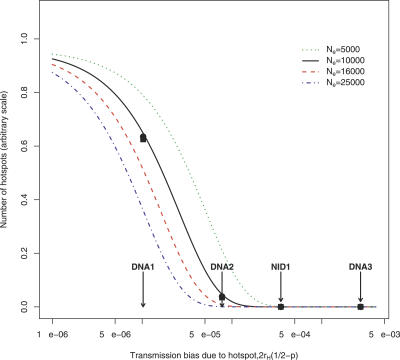 1.0
0.8
0.6
0.4
0.2
0.0
Number of hotspots (arbitrary scale)
Ne=5000
Ne=10000
Ne=16000
Ne=25000
DNA1 DNA2 NID1 DNA3
1 e−06 5 e−06 5 e−05 5 e−04 5 e−03
Transmission bias due to hotspot,2rH(1/2−p)